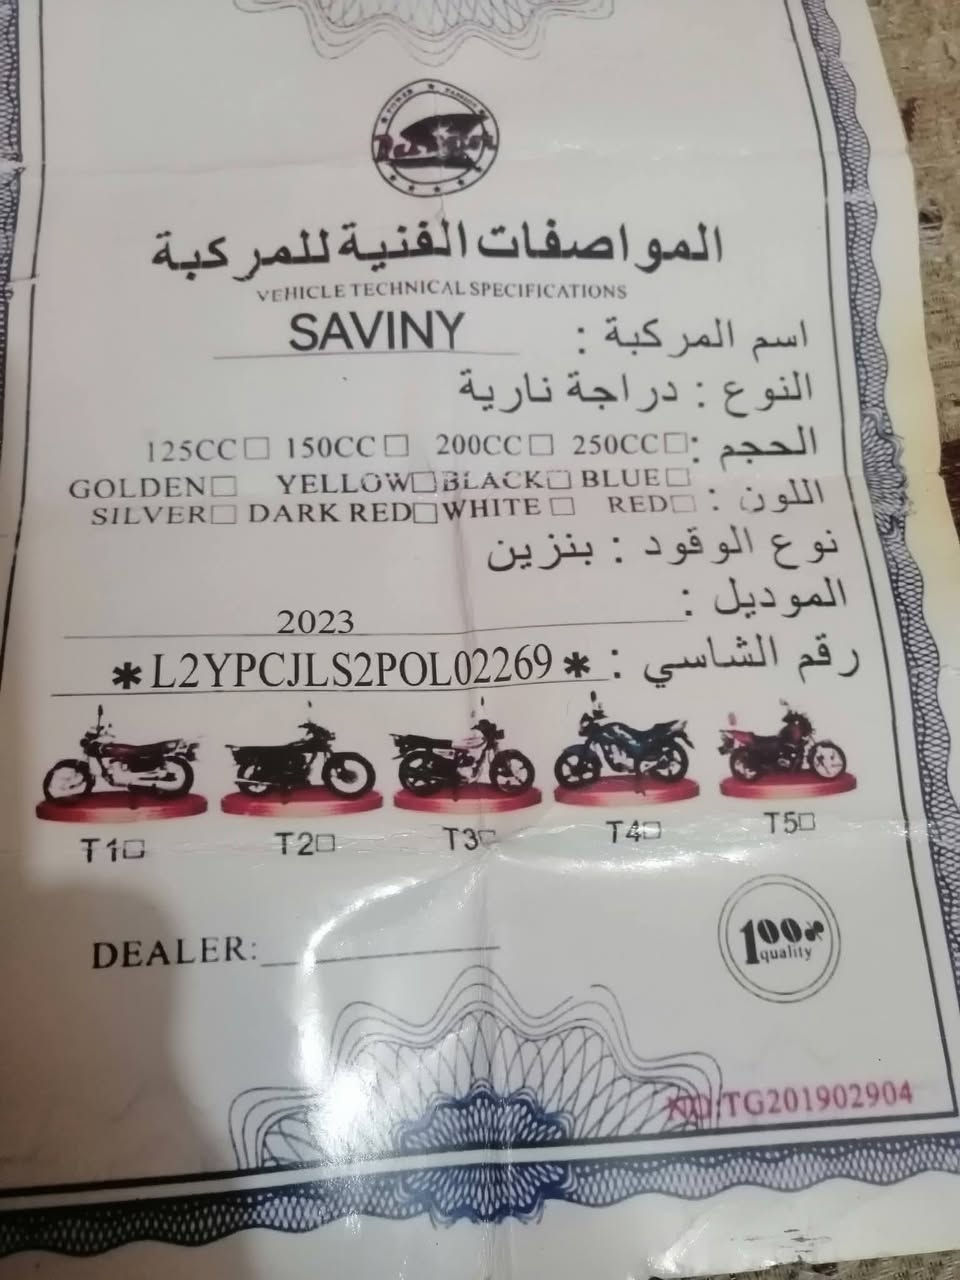 المواصفات الفنية للمركبة
VEHICLE TECHNICAL SPECIFICATIONS
اسم المركبة : SAVINY
النوع : دراجة نارية
الحجم : 125CC□ 150CC□ 200CC□ 250CC□
GOLDEN□ YELLOW□ BLACK□ BLUE□
اللون : SILVER□ DARK RED□ WHITE□ RED□
نوع الوقود : بنزين
الموديل : 2023
رقم الشاسي : *L2YPCJLS2POL02269*
T1□ T2□ T3□ T4□ T5□
DEALER:
100%
quality
NO:TG201902904